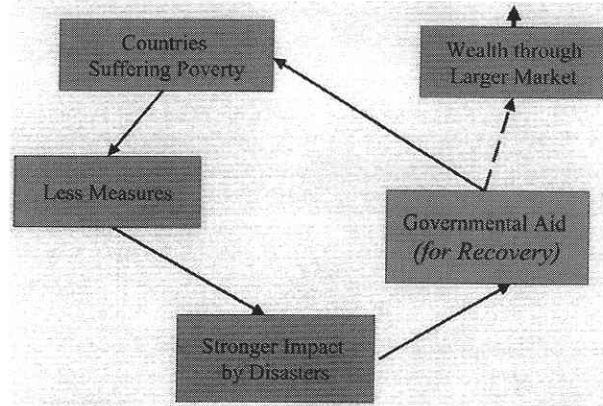 Countries
Suffering Poverty
Wealth through
Larger Market
Less Measures
Governmental Aid
(for Recovery)
Stronger Impact
by Disasters